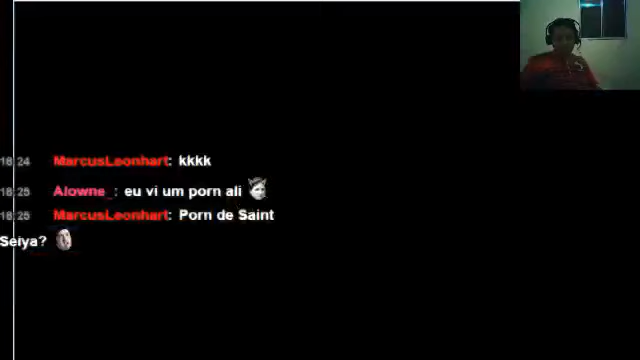 18:24 MarcusLeonhart: kkkk
18:25 Alowne_: eu vi um porn ali
18:25 MarcusLeonhart: Porn de Saint
Seiya?